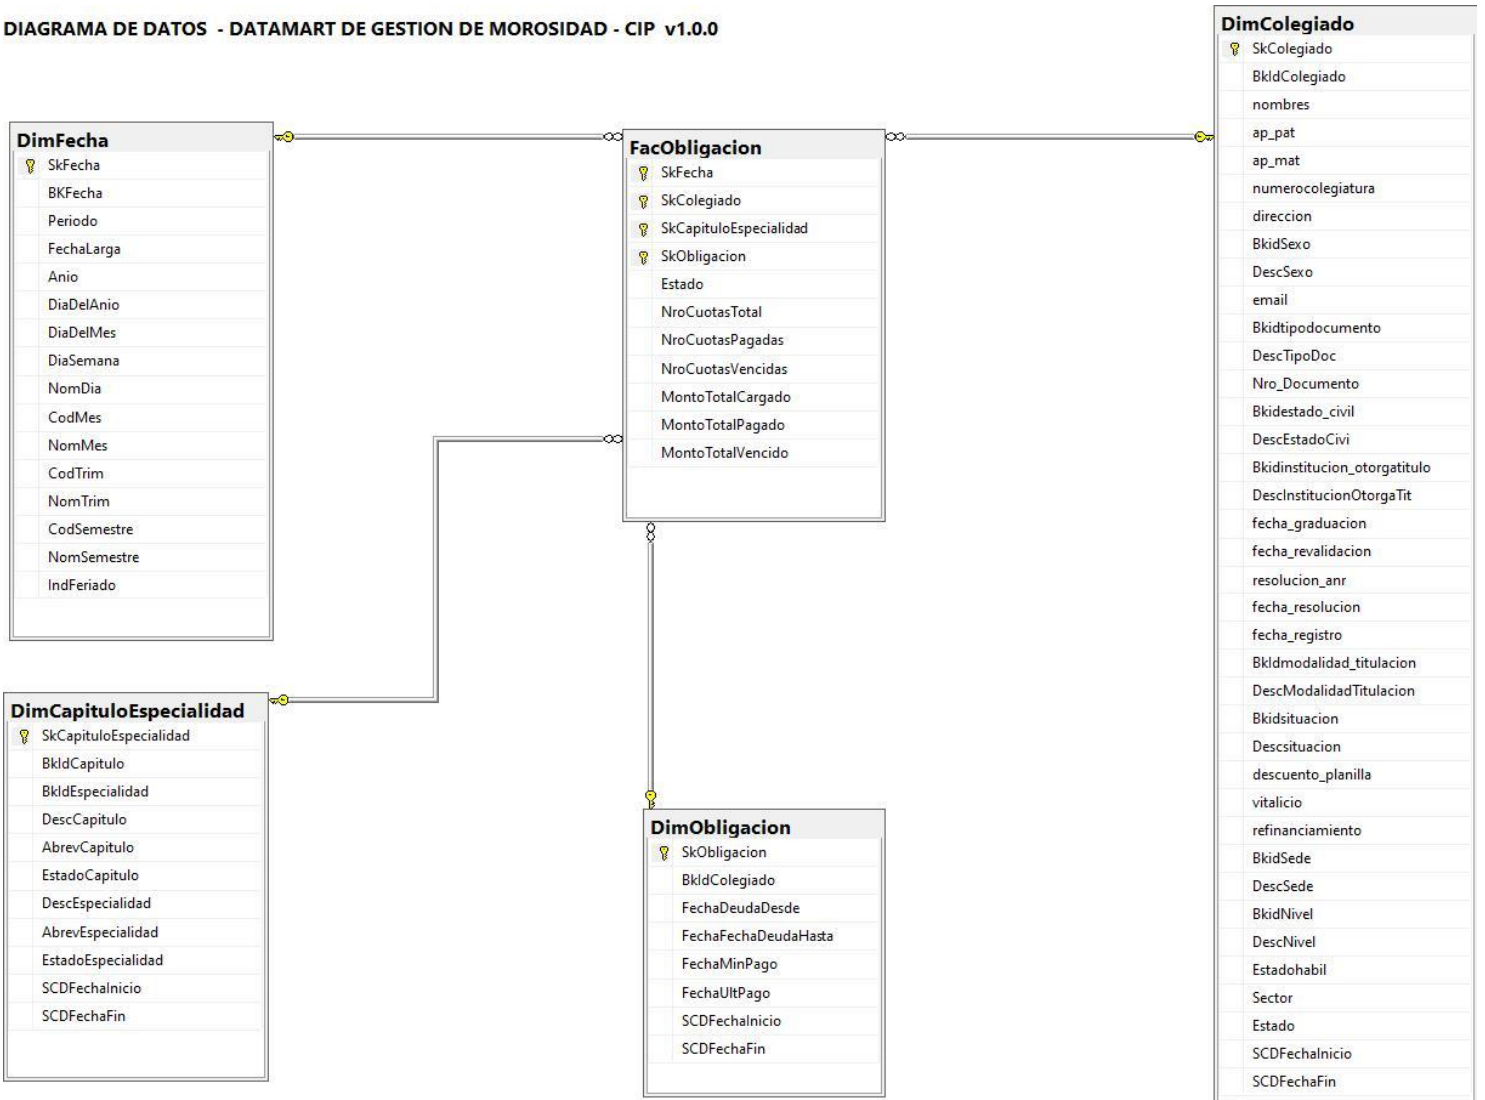 DIAGRAMA DE DATOS - DATAMART DE GESTION DE MOROSIDAD - CIP v1.0.0
DimFecha
SkFecha
BKFecha
Periodo
FechaLarga
Anio
DiaDelAnio
DiaDelMes
DiaSemana
NomDia
CodMes
NomMes
CodTrim
NomTrim
CodSemestre
NomSemestre
IndFeriado
DimCapituloEspecialidad
SkCapituloEspecialidad
BkIdCapitulo
BkIdEspecialidad
DescCapitulo
AbrevCapitulo
EstadoCapitulo
DescEspecialidad
AbrevEspecialidad
EstadoEspecialidad
SCDFechaInicio
SCDFechaFin
FacObligacion
SkFecha
SkColegiado
SkCapituloEspecialidad
SkObligacion
Estado
NroCuotasTotal
NroCuotasPagadas
NroCuotasVencidas
MontoTotalCargado
MontoTotalPagado
MontoTotalVencido
DimObligacion
SkObligacion
BkIdColegiado
FechaDeudaDesde
FechaFechaDeudaHasta
FechaMinPago
FechaUltPago
SCDFechaInicio
SCDFechaFin
DimColegiado
SkColegiado
BkIdColegiado
nombres
ap_pat
ap_mat
numerocolegiatura
direccion
BkidSexo
DescSexo
email
Bkidtipodocumento
DescTipoDoc
Nro_Documento
Bkidestado_civil
DescEstadoCivi
Bkidinstitucion_otorgatitulo
DescInstitucionOtorgaTit
fecha_graduacion
fecha_revalidacion
resolucion_anr
fecha_resolucion
fecha_registro
BkIdmodalidad_titulacion
DescModalidadTitulacion
Bkidsituacion
Descsituacion
descuento_planilla
vitalicio
refinanciamiento
BkidSede
DescSede
BkidNivel
DescNivel
Estadohabil
Sector
Estado
SCDFechaInicio
SCDFechaFin